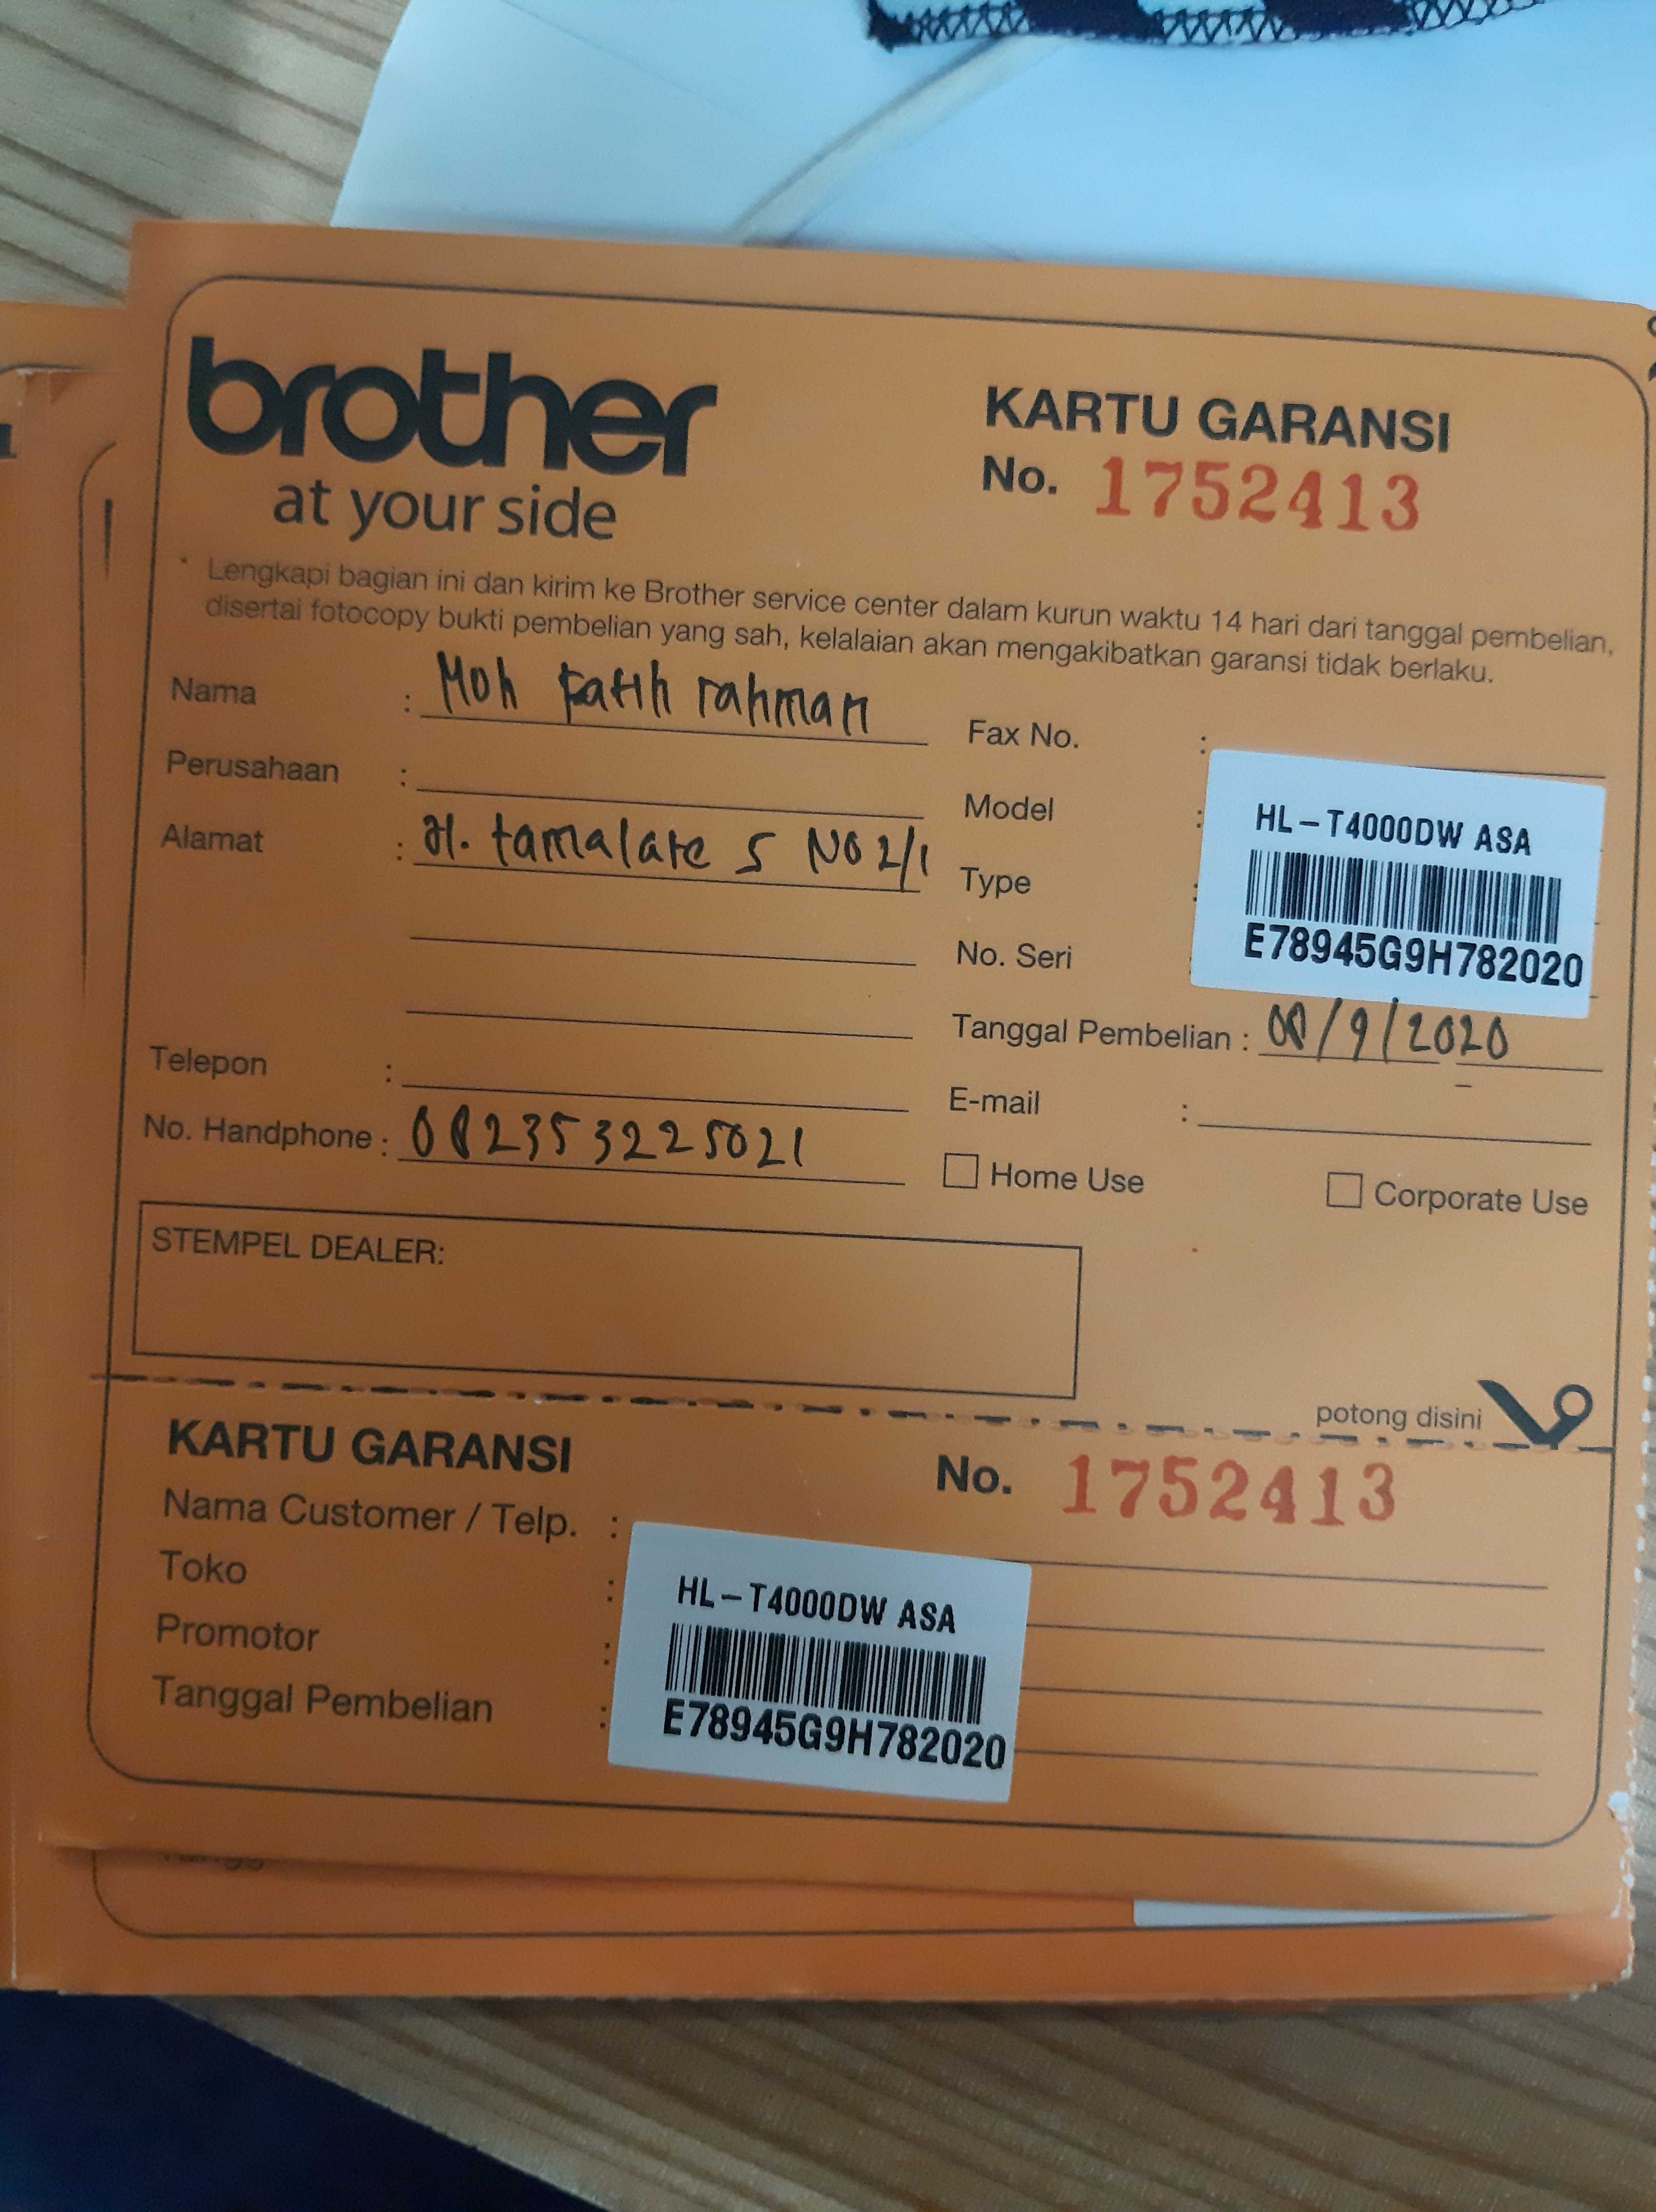 brother
at your side
KARTU GARANSI
No. 1752413
* Lengkapi bagian ini dan kirim ke Brother service center dalam kurun waktu 14 hari dari tanggal pembelian,
disertai fotocopy bukti pembelian yang sah, kelalaian akan mengakibatkan garansi tidak berlaku.
Nama : Moh Fatih rahman
Perusahaan :
Alamat : Jl. tamalate 5 No 2/1
Telepon :
No. Handphone : 082353225021
Fax No. :
Model :
Type :
No. Seri
HL-T4000DW ASA
E78945G9H782020
Tanggal Pembelian : 08/9/2020
E-mail :
Home Use Corporate Use
STEMPEL DEALER:
potong disini
KARTU GARANSI
No. 1752413
Nama Customer / Telp. :
Toko :
Promotor :
Tanggal Pembelian :
HL-T4000DW ASA
E78945G9H782020